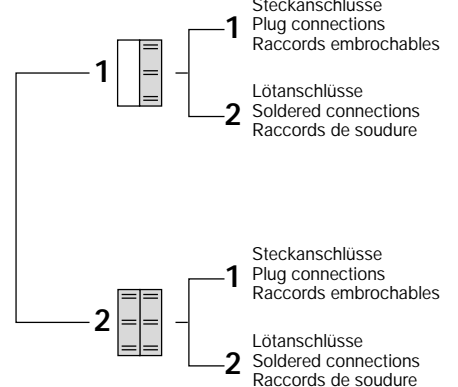 Steckanschlüsse
1 Plug connections
Raccords embrochables
1
Lötanschlüsse
2 Soldered connections
Raccords de soudure
Steckanschlüsse
1 Plug connections
Raccords embrochables
2
Lötanschlüsse
2 Soldered connections
Raccords de soudure